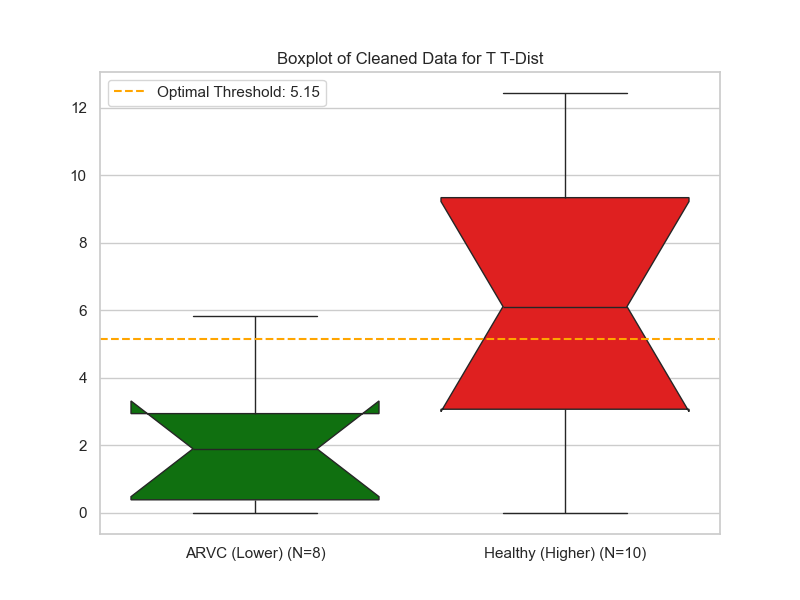 Boxplot of Cleaned Data for T T-Dist
Optimal Threshold: 5.15
12
10
8
6
4
2
0
ARVC (Lower) (N=8)
Healthy (Higher) (N=10)